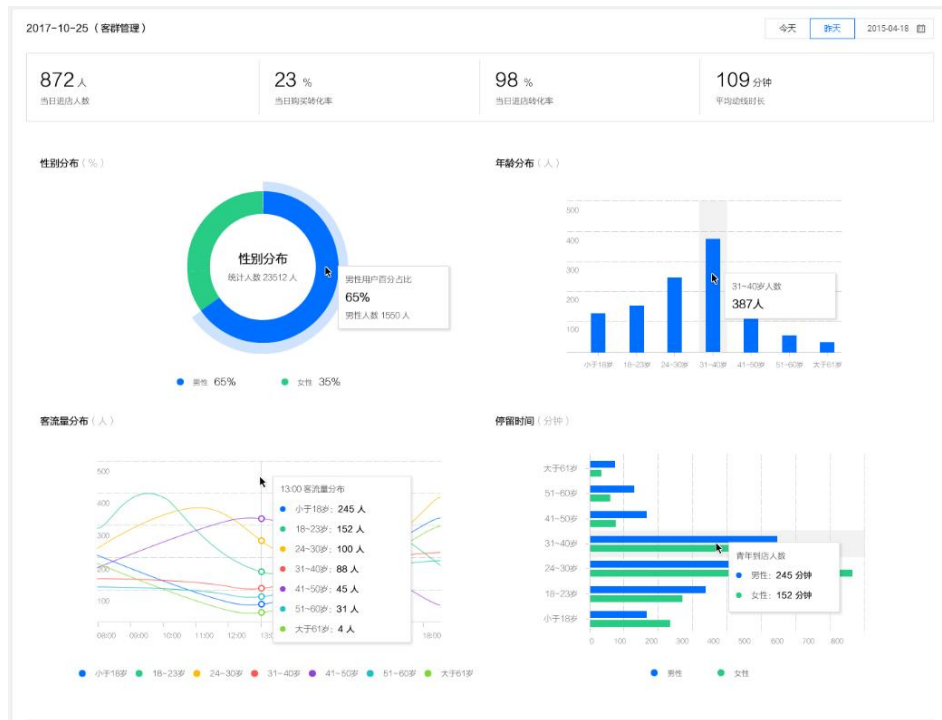 2017-10-25（客群管理）
今天 昨天 2015-04-18
872 人
当日进店人数
23 %
当日购买转化率
98 %
当日进店转化率
109 分钟
平均动线时长
性别分布（%）
性别分布
统计人数 23512 人
男性用户百分占比
65%
男性人数 1550 人
男性 65%
女性 35%
年龄分布（人）
500
400
300
200
100
31-40岁人数
387人
小于18岁 18-23岁 24-30岁 31-40岁 41-50岁 51-60岁 大于61岁
客流量分布（人）
500
400
300
200
100
13:00 客流量分布
小于18岁：245 人
18-23岁：152 人
24-30岁：100 人
31-40岁：88 人
41-50岁：45 人
51-60岁：31 人
大于61岁：4 人
08:00 09:00 10:00 11:00 12:00 18:00
小于18岁 18-23岁 24-30岁 31-40岁 41-50岁 51-60岁 大于61岁
停留时间（分钟）
大于61岁
51-60岁
41-50岁
31-40岁
24-30岁
18-23岁
小于18岁
青年到店人数
男性：245 分钟
女性：152 分钟
0 100 200 300 400 500 600 700 800
男性 女性